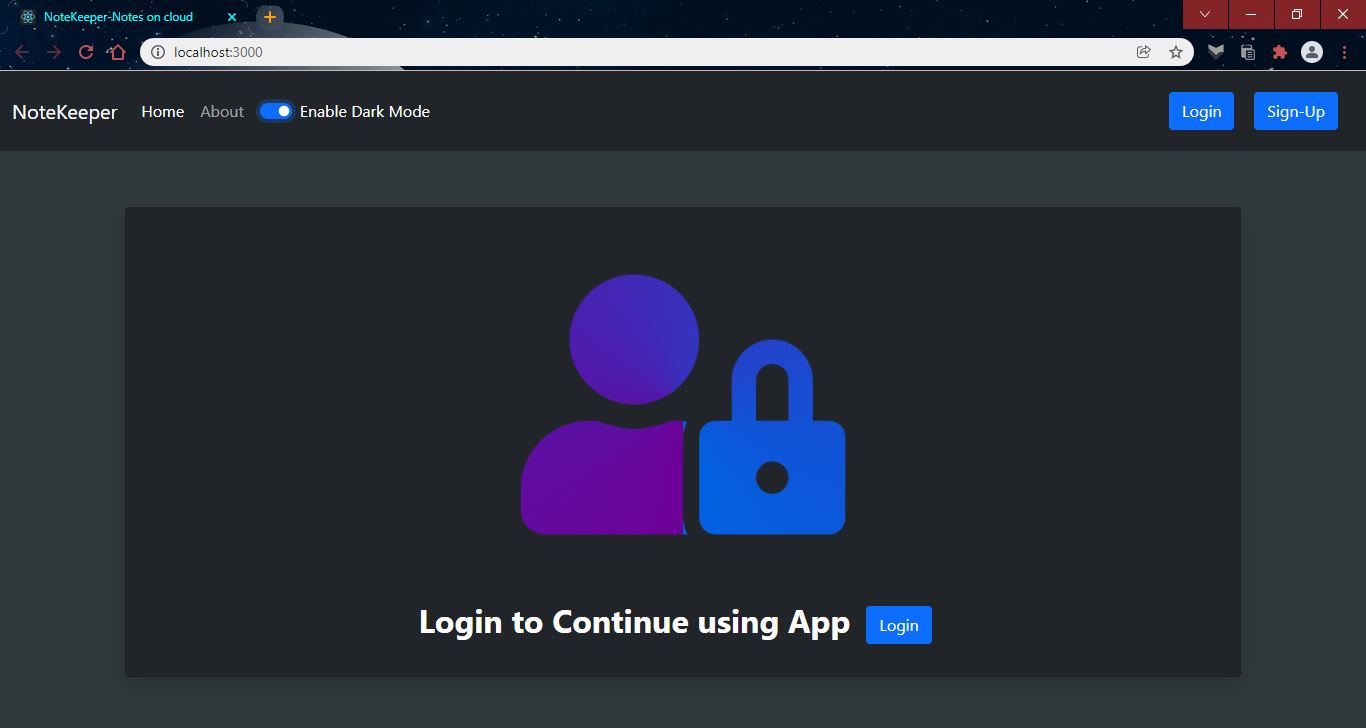 NoteKeeper-Notes on cloud
localhost:3000
NoteKeeper Home About Enable Dark Mode Login Sign-Up
Login to Continue using App Login